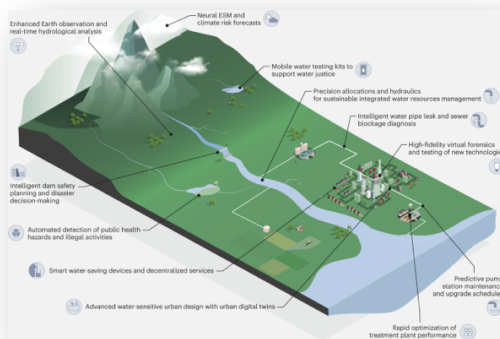 Neural ESM and
climate risk forecasts
Enhanced Earth observation and
real-time hydrological analysis
Mobile water testing kits to
support water justice
Precision allocations and hydraulics
for sustainable integrated water resources management
Intelligent water pipe leak and sewer
blockage diagnosis
High-fidelity virtual forensics
and testing of new technologie
Intelligent dam safety
planning and disaster
decision-making
Automated detection of public health
hazards and illegal activities
Smart water-saving devices and decentralized services
Advanced water-sensitive urban design with urban digital twins
Predictive pum
station maintenanc
and upgrade schedule
Rapid optimization of
treatment plant performance